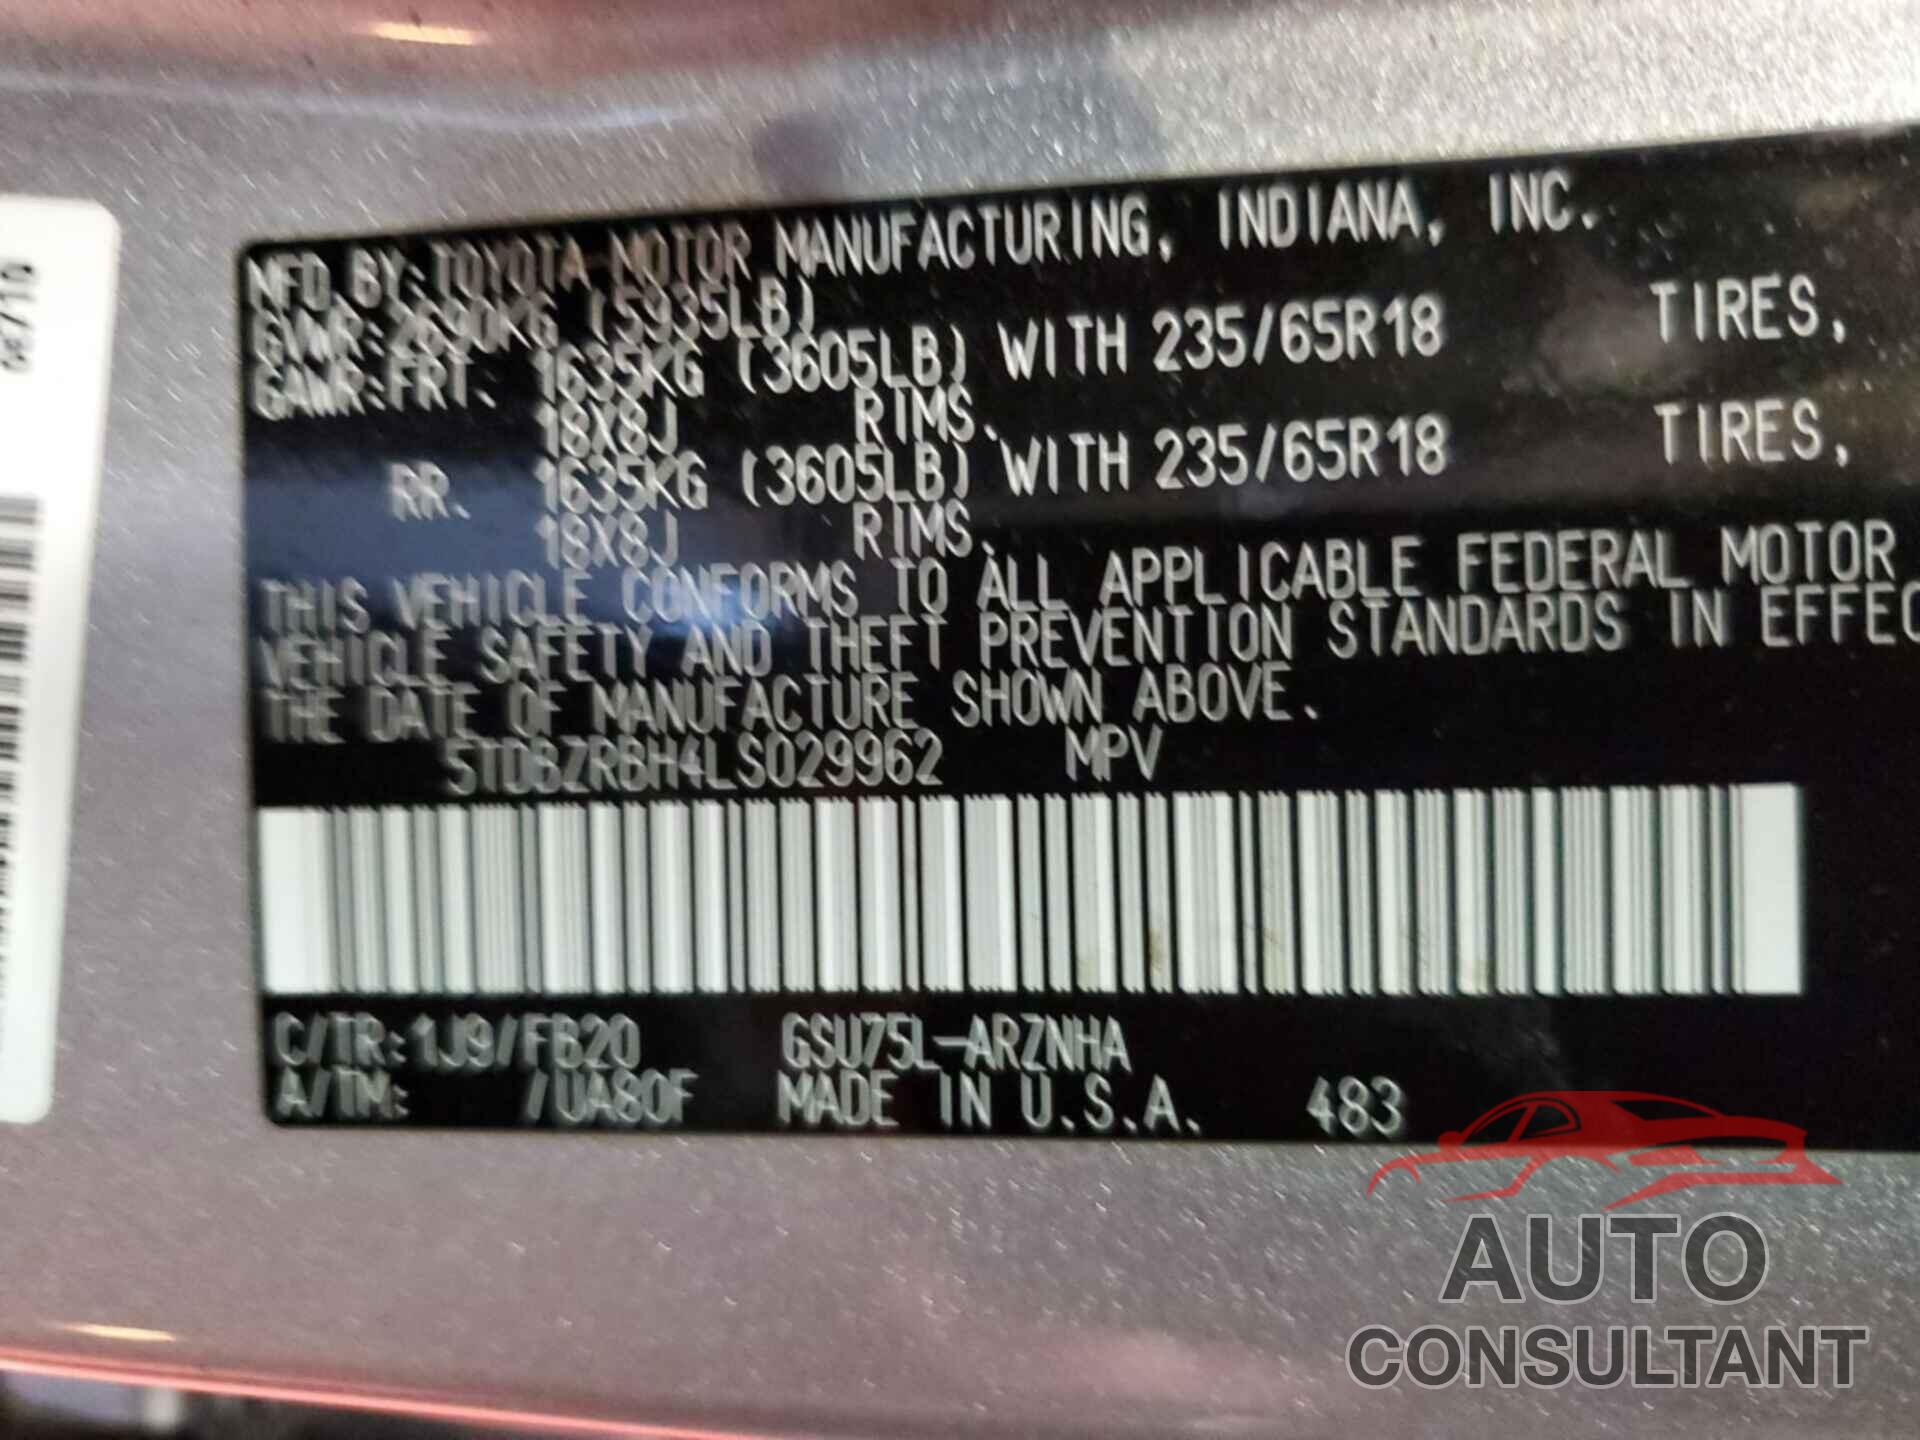 MFD. BY: TOYOTA MOTOR MANUFACTURING, INDIANA, INC.
GVWR: 2690KG (5935LB)
GAWR: FRT. 1635KG (3605LB) WITH 235/65R18 TIRES,
18X8J RIMS.
RR. 1635KG (3605LB) WITH 235/65R18 TIRES,
18X8J RIMS.
THIS VEHICLE CONFORMS TO ALL APPLICABLE FEDERAL MOTOR
VEHICLE SAFETY AND THEFT PREVENTION STANDARDS IN EFFEC
THE DATE OF MANUFACTURE SHOWN ABOVE.
5TDBZRBH4LS029962 MPV
C/TR: 1J9/FB20 GSU75L-ARZNHA
A/TM: /UA80F MADE IN U.S.A. 483
AUTO
CONSULTANT